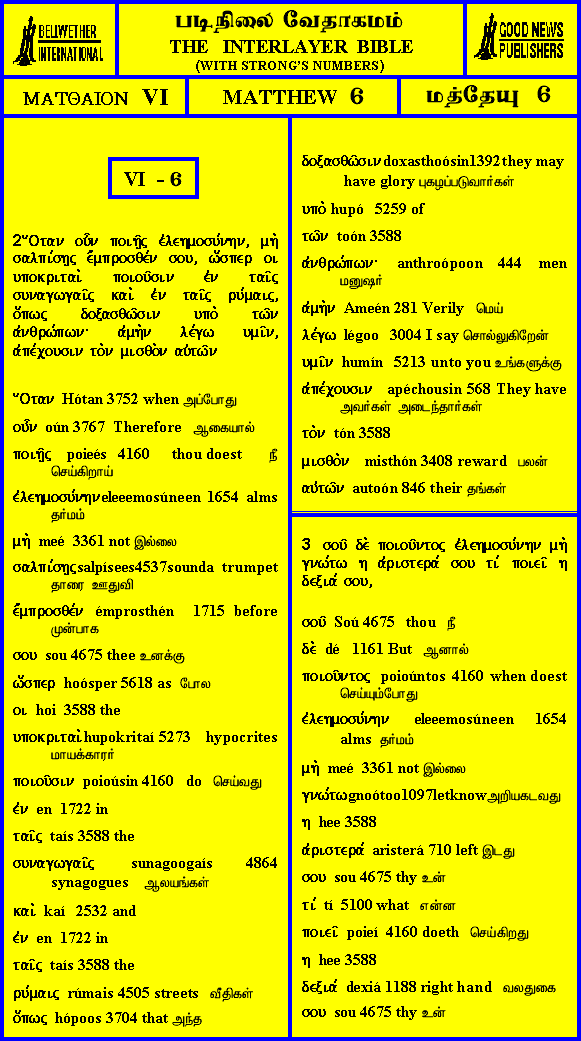 BELLWETHER
INTERNATIONAL
படிநிலை வேதாகமம்
THE INTERLAYER BIBLE
(WITH STRONG'S NUMBERS)
GOOD NEWS
PUBLISHERS
ΜΑΤΘΑΙΟΝ VI
MATTHEW 6
மத்தேயு 6
VI - 6
2Ὅταν οὖν ποιῇς ἐλεημοσύνην, μὴ
σαλπίσῃς ἔμπροσθέν σου, ὥσπερ οι
υποκριταὶ ποιοῦσιν ἐν ταῖς
συναγωγαῖς καὶ ἐν ταῖς ρύμαις,
ὅπως δοξασθῶσιν υπὸ τῶν
ἀνθρώπων· ἀμὴν λέγω υμῖν,
ἀπέχουσιν τὸν μισθὸν αὐτῶν
Ὅταν Hótan 3752 when அப்போது
οὖν oún 3767 Therefore ஆகையால்
ποιῇς poieés 4160 thou doest நீ
செய்கிறாய்
ἐλεημοσύνην eleeemosúneen 1654 alms
தர்மம்
μὴ meé 3361 not இல்லை
σαλπίσῃς salpísees4537sounda trumpet
தாரை ஊதுவி
ἔμπροσθέν émprosthén 1715 before
முன்பாக
σου sou 4675 thee உனக்கு
ὥσπερ hoósper 5618 as போல
οι hoi 3588 the
υποκριταὶ hupokritaí 5273 hypocrites
மாயக்காரர்
ποιοῦσιν poioúsin 4160 do செய்வது
ἐν en 1722 in
ταῖς taís 3588 the
συναγωγαῖς sunagoogaís 4864
synagogues ஆலயங்கள்
καὶ kaí 2532 and
ἐν en 1722 in
ταῖς taís 3588 the
ρύμαις rúmais 4505 streets வீதிகள்
ὅπως hópoos 3704 that அந்த
δοξασθῶσιν doxasthoósin1392 they may
have glory புகழப்படுவார்கள்
υπὸ hupó 5259 of
τῶν toón 3588
ἀνθρώπων· anthroópoon 444 men
மனுஷர்
ἀμὴν Ameén 281 Verily மெய்
λέγω légoo 3004 I say சொல்லுகிறேன்
υμῖν humín 5213 unto you உங்களுக்கு
ἀπέχουσιν apéchousin 568 They have
அவர்கள் அடைந்தார்கள்
τὸν tón 3588
μισθὸν misthón 3408 reward பலன்
αὐτῶν autoón 846 their தங்கள்
3 σοῦ δὲ ποιοῦντος ἐλεημοσύνην μὴ
γνώτω η ἀριστερά σου τί ποιεῖ η
δεξιά σου,
σοῦ Soú 4675 thou நீ
δὲ dé 1161 But ஆனால்
ποιοῦντος poioúntos 4160 when doest
செய்யும்போது
ἐλεημοσύνην eleeemosúneen 1654
alms தர்மம்
μὴ meé 3361 not இல்லை
γνώτω gnoótoo1097letknow அறியகடவது
η hee 3588
ἀριστερά aristerá 710 left இடது
σου sou 4675 thy உன்
τί tí 5100 what என்ன
ποιεῖ poieí 4160 doeth செய்கிறது
η hee 3588
δεξιά dexiá 1188 right hand வலதுகை
σου sou 4675 thy உன்